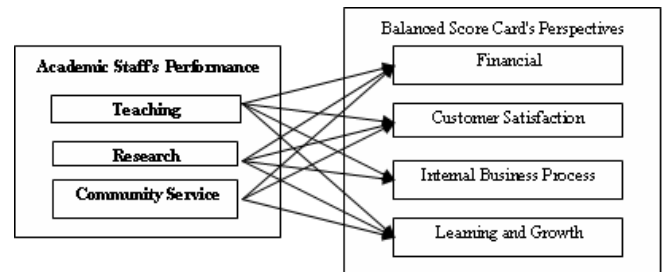 Balanced Score Card's Perspectives
Academic Staff's Performance
Financial
Teaching
Customer Satisfaction
Research
Internal Business Process
Community Service
Learning and Growth